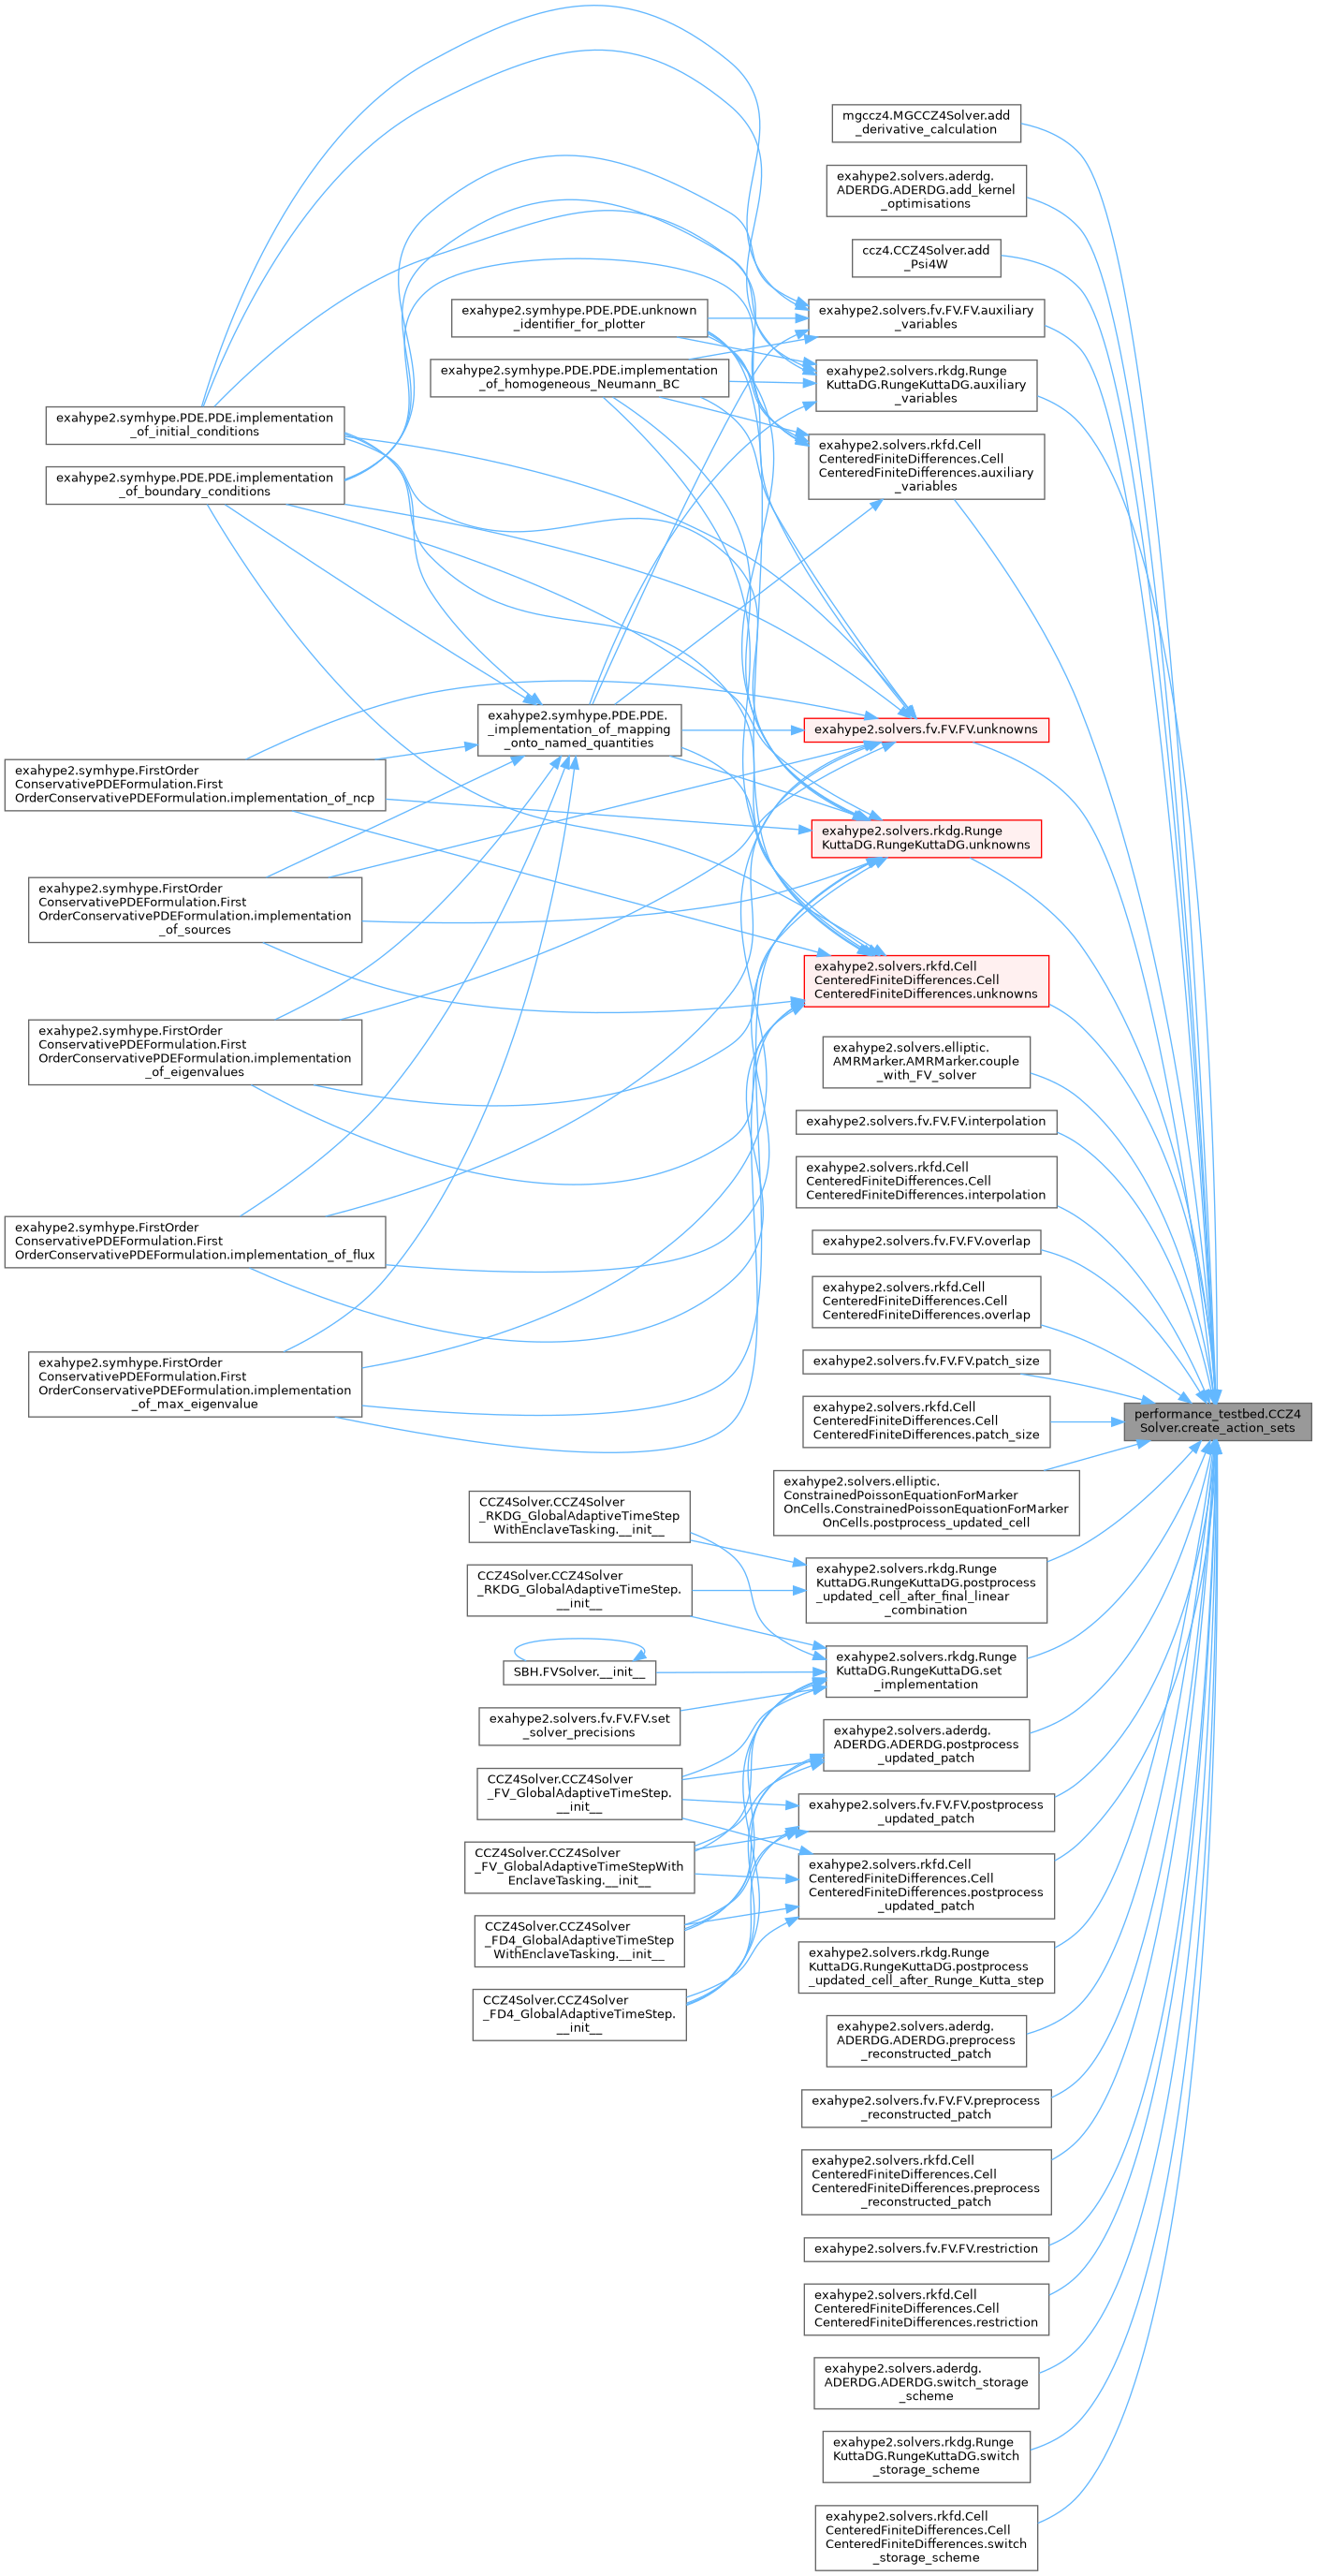 mgccz4.MGCCZ4Solver.add
_derivative_calculation
exahype2.solvers.aderdg.
ADERDG.ADERDG.add_kernel
_optimisations
ccz4.CCZ4Solver.add
_Psi4W
exahype2.solvers.fv.FV.FV.auxiliary
_variables
exahype2.symhype.PDE.PDE.unknown
_identifier_for_plotter
exahype2.symhype.PDE.PDE.implementation
_of_homogeneous_Neumann_BC
exahype2.solvers.rkdg.Runge
KuttaDG.RungeKuttaDG.auxiliary
_variables
exahype2.symhype.PDE.PDE.implementation
_of_initial_conditions
exahype2.solvers.rkfd.Cell
CenteredFiniteDifferences.Cell
CenteredFiniteDifferences.auxiliary
_variables
exahype2.symhype.PDE.PDE.implementation
_of_boundary_conditions
exahype2.symhype.PDE.PDE.
_implementation_of_mapping
_onto_named_quantities
exahype2.solvers.fv.FV.FV.unknowns
exahype2.symhype.FirstOrder
ConservativePDEFormulation.First
OrderConservativePDEFormulation.implementation_of_ncp
exahype2.solvers.rkdg.Runge
KuttaDG.RungeKuttaDG.unknowns
exahype2.symhype.FirstOrder
ConservativePDEFormulation.First
OrderConservativePDEFormulation.implementation
_of_sources
exahype2.solvers.rkfd.Cell
CenteredFiniteDifferences.Cell
CenteredFiniteDifferences.unknowns
exahype2.symhype.FirstOrder
ConservativePDEFormulation.First
OrderConservativePDEFormulation.implementation
_of_eigenvalues
exahype2.solvers.elliptic.
AMRMarker.AMRMarker.couple
_with_FV_solver
exahype2.solvers.fv.FV.FV.interpolation
exahype2.solvers.rkfd.Cell
CenteredFiniteDifferences.Cell
CenteredFiniteDifferences.interpolation
exahype2.symhype.FirstOrder
ConservativePDEFormulation.First
OrderConservativePDEFormulation.implementation_of_flux
exahype2.solvers.fv.FV.FV.overlap
exahype2.solvers.rkfd.Cell
CenteredFiniteDifferences.Cell
CenteredFiniteDifferences.overlap
exahype2.symhype.FirstOrder
ConservativePDEFormulation.First
OrderConservativePDEFormulation.implementation
_of_max_eigenvalue
exahype2.solvers.fv.FV.FV.patch_size
exahype2.solvers.rkfd.Cell
CenteredFiniteDifferences.Cell
CenteredFiniteDifferences.patch_size
performance_testbed.CCZ4
Solver.create_action_sets
exahype2.solvers.elliptic.
ConstrainedPoissonEquationForMarker
OnCells.ConstrainedPoissonEquationForMarker
OnCells.postprocess_updated_cell
CCZ4Solver.CCZ4Solver
_RKDG_GlobalAdaptiveTimeStep
WithEnclaveTasking.__init__
exahype2.solvers.rkdg.Runge
KuttaDG.RungeKuttaDG.postprocess
_updated_cell_after_final_linear
_combination
CCZ4Solver.CCZ4Solver
_RKDG_GlobalAdaptiveTimeStep.
__init__
SBH.FVSolver.__init__
exahype2.solvers.rkdg.Runge
KuttaDG.RungeKuttaDG.set
_implementation
exahype2.solvers.fv.FV.FV.set
_solver_precisions
exahype2.solvers.aderdg.
ADERDG.ADERDG.postprocess
_updated_patch
CCZ4Solver.CCZ4Solver
_FV_GlobalAdaptiveTimeStep.
__init__
exahype2.solvers.fv.FV.FV.postprocess
_updated_patch
CCZ4Solver.CCZ4Solver
_FV_GlobalAdaptiveTimeStepWith
EnclaveTasking.__init__
exahype2.solvers.rkfd.Cell
CenteredFiniteDifferences.Cell
CenteredFiniteDifferences.postprocess
_updated_patch
CCZ4Solver.CCZ4Solver
_FD4_GlobalAdaptiveTimeStep
WithEnclaveTasking.__init__
exahype2.solvers.rkdg.Runge
KuttaDG.RungeKuttaDG.postprocess
_updated_cell_after_Runge_Kutta_step
CCZ4Solver.CCZ4Solver
_FD4_GlobalAdaptiveTimeStep.
__init__
exahype2.solvers.aderdg.
ADERDG.ADERDG.preprocess
_reconstructed_patch
exahype2.solvers.fv.FV.FV.preprocess
_reconstructed_patch
exahype2.solvers.rkfd.Cell
CenteredFiniteDifferences.Cell
CenteredFiniteDifferences.preprocess
_reconstructed_patch
exahype2.solvers.fv.FV.FV.restriction
exahype2.solvers.rkfd.Cell
CenteredFiniteDifferences.Cell
CenteredFiniteDifferences.restriction
exahype2.solvers.aderdg.
ADERDG.ADERDG.switch_storage
_scheme
exahype2.solvers.rkdg.Runge
KuttaDG.RungeKuttaDG.switch
_storage_scheme
exahype2.solvers.rkfd.Cell
CenteredFiniteDifferences.Cell
CenteredFiniteDifferences.switch
_storage_scheme